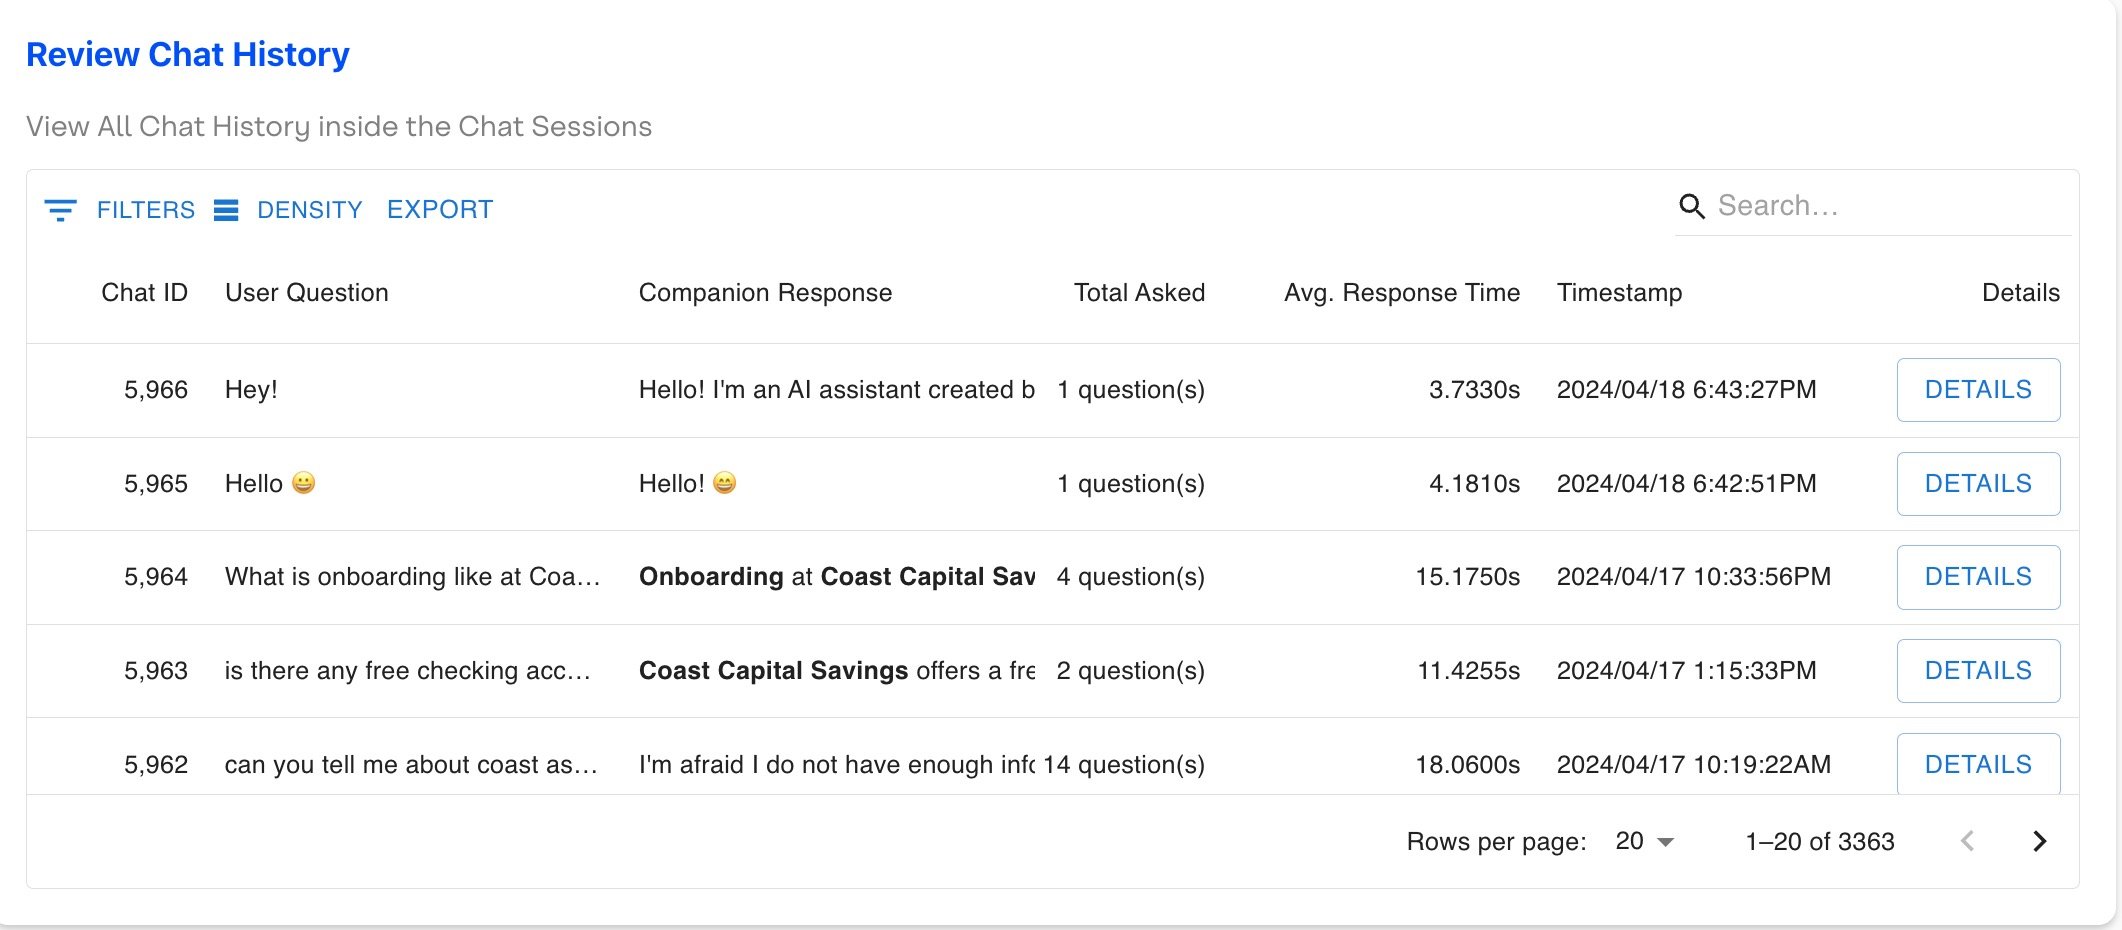 Review Chat History
View All Chat History inside the Chat Sessions
FILTERS DENSITY EXPORT Search…
Chat ID User Question Companion Response Total Asked Avg. Response Time Timestamp Details
5,966 Hey! Hello! I'm an AI assistant created b 1 question(s) 3.7330s 2024/04/18 6:43:27PM DETAILS
5,965 Hello 😀 Hello! 😄 1 question(s) 4.1810s 2024/04/18 6:42:51PM DETAILS
5,964 What is onboarding like at Coa… Onboarding at Coast Capital Sav 4 question(s) 15.1750s 2024/04/17 10:33:56PM DETAILS
5,963 is there any free checking acc… Coast Capital Savings offers a fre 2 question(s) 11.4255s 2024/04/17 1:15:33PM DETAILS
5,962 can you tell me about coast as… I'm afraid I do not have enough info 14 question(s) 18.0600s 2024/04/17 10:19:22AM DETAILS
Rows per page: 20 1–20 of 3363